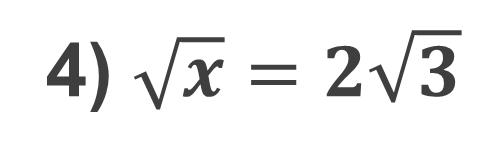 4) √x = 2√3